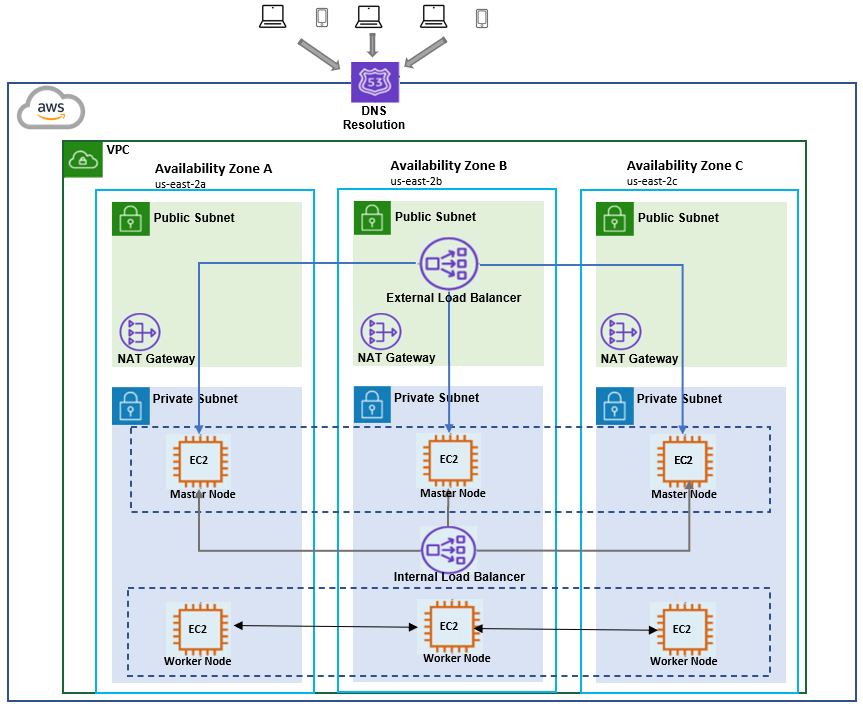 53
DNS
Resolution
aws
VPC
Availability Zone A
us-east-2a
Availability Zone B
us-east-2b
Availability Zone C
us-east-2c
Public Subnet
Public Subnet
Public Subnet
External Load Balancer
NAT Gateway
NAT Gateway
NAT Gateway
Private Subnet
Private Subnet
Private Subnet
EC2
Master Node
EC2
Master Node
EC2
Master Node
Internal Load Balancer
EC2
Worker Node
EC2
Worker Node
EC2
Worker Node